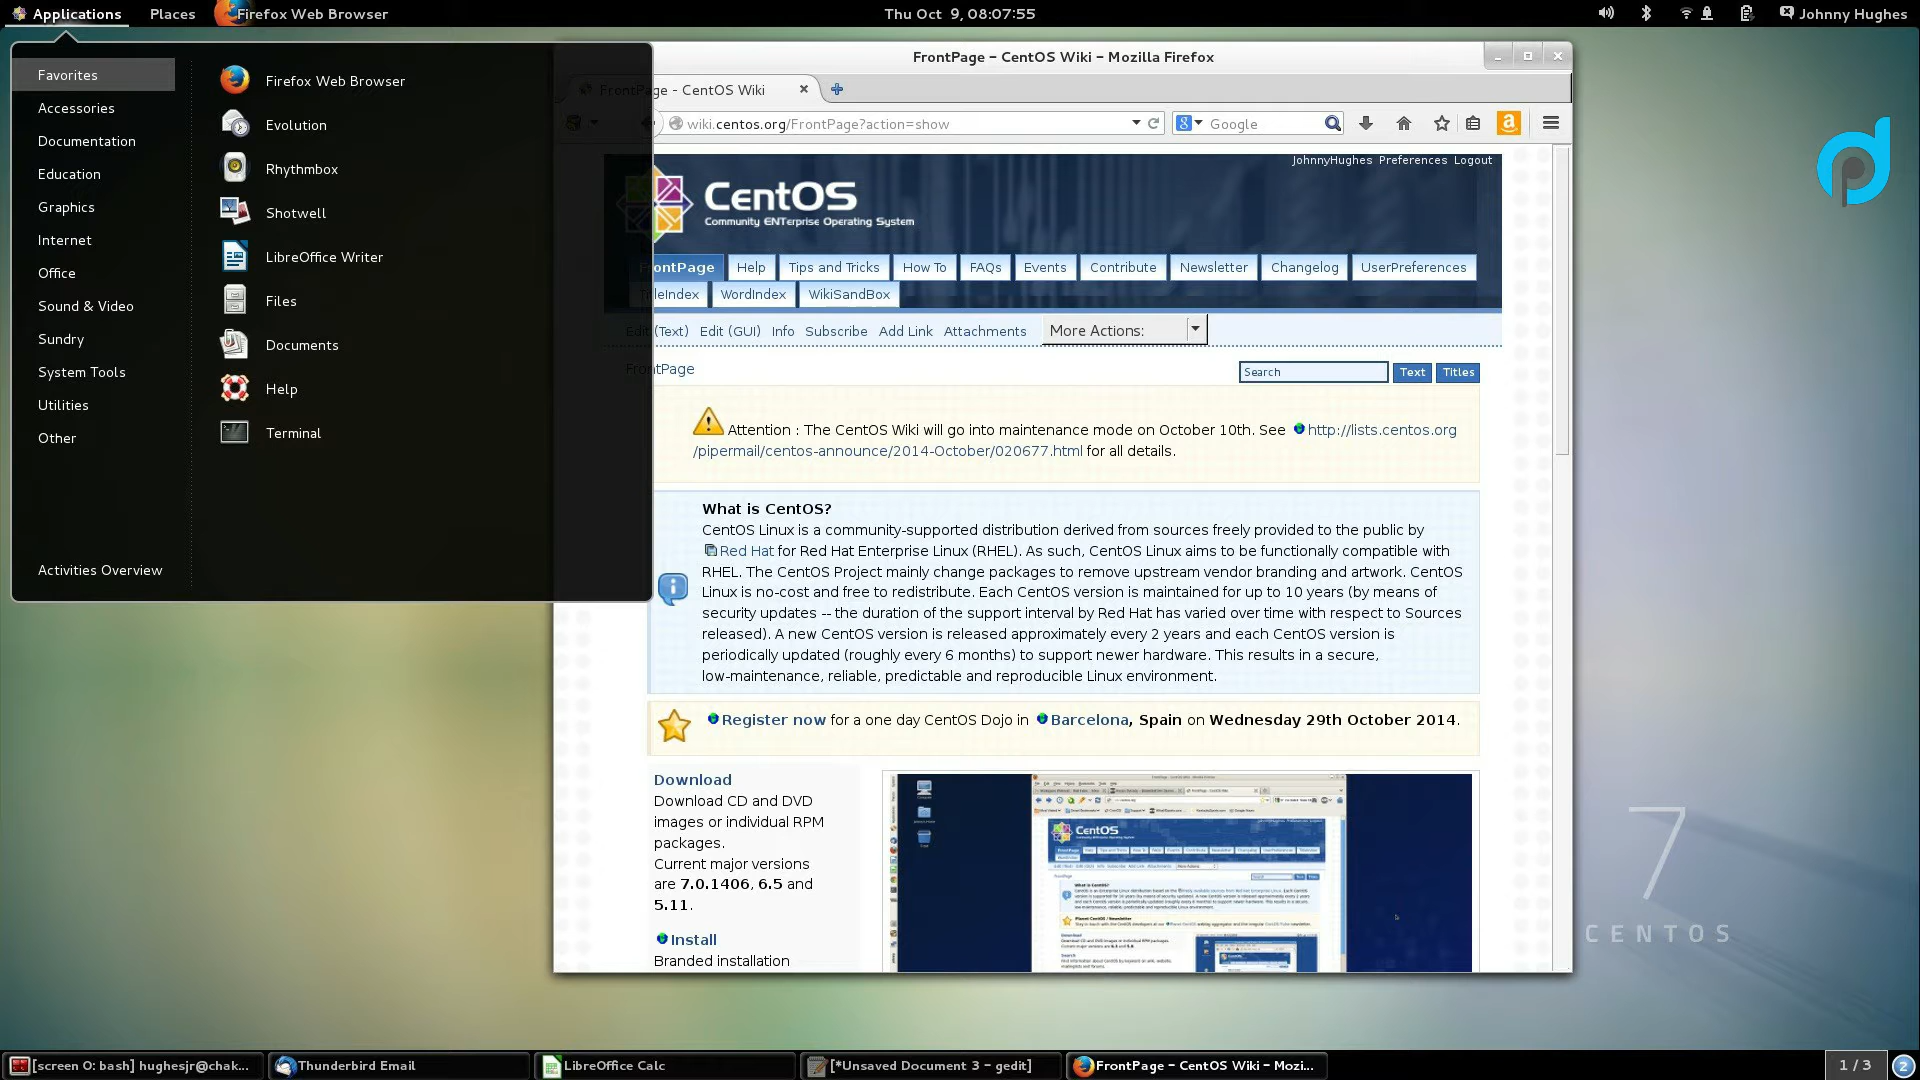 Applications Places Firefox Web Browser Thu Oct 9, 08:07:55 Johnny Hughes
Favorites
Accessories
Documentation
Education
Graphics
Internet
Office
Sound & Video
Sundry
System Tools
Utilities
Other
Activities Overview
Firefox Web Browser
Evolution
Rhythmbox
Shotwell
LibreOffice Writer
Files
Documents
Help
Terminal
FrontPage – CentOS Wiki – Mozilla Firefox
FrontPage - CentOS Wiki
wiki.centos.org/FrontPage?action=show Google
JohnnyHughes Preferences Logout
CentOS
Community ENTerprise Operating System
FrontPage Help Tips and Tricks How To FAQs Events Contribute Newsletter Changelog UserPreferences
TitleIndex WordIndex WikiSandBox
Edit (Text) Edit (GUI) Info Subscribe Add Link Attachments More Actions:
FrontPage Search Text Titles
Attention : The CentOS Wiki will go into maintenance mode on October 10th. See http://lists.centos.org
/pipermail/centos-announce/2014-October/020677.html for all details.
What is CentOS?
CentOS Linux is a community-supported distribution derived from sources freely provided to the public by
Red Hat for Red Hat Enterprise Linux (RHEL). As such, CentOS Linux aims to be functionally compatible with
RHEL. The CentOS Project mainly change packages to remove upstream vendor branding and artwork. CentOS
Linux is no-cost and free to redistribute. Each CentOS version is maintained for up to 10 years (by means of
security updates -- the duration of the support interval by Red Hat has varied over time with respect to Sources
released). A new CentOS version is released approximately every 2 years and each CentOS version is
periodically updated (roughly every 6 months) to support newer hardware. This results in a secure,
low-maintenance, reliable, predictable and reproducible Linux environment.
Register now for a one day CentOS Dojo in Barcelona, Spain on Wednesday 29th October 2014.
Download
Download CD and DVD
images or individual RPM
packages.
Current major versions
are 7.0.1406, 6.5 and
5.11.
Install
Branded installation
CentOS
What is CentOS?
7
CENTOS
[screen 0: bash] hughesjr@chak... Thunderbird Email LibreOffice Calc [*Unsaved Document 3 – gedit] FrontPage – CentOS Wiki – Mozi... 1 / 3 2